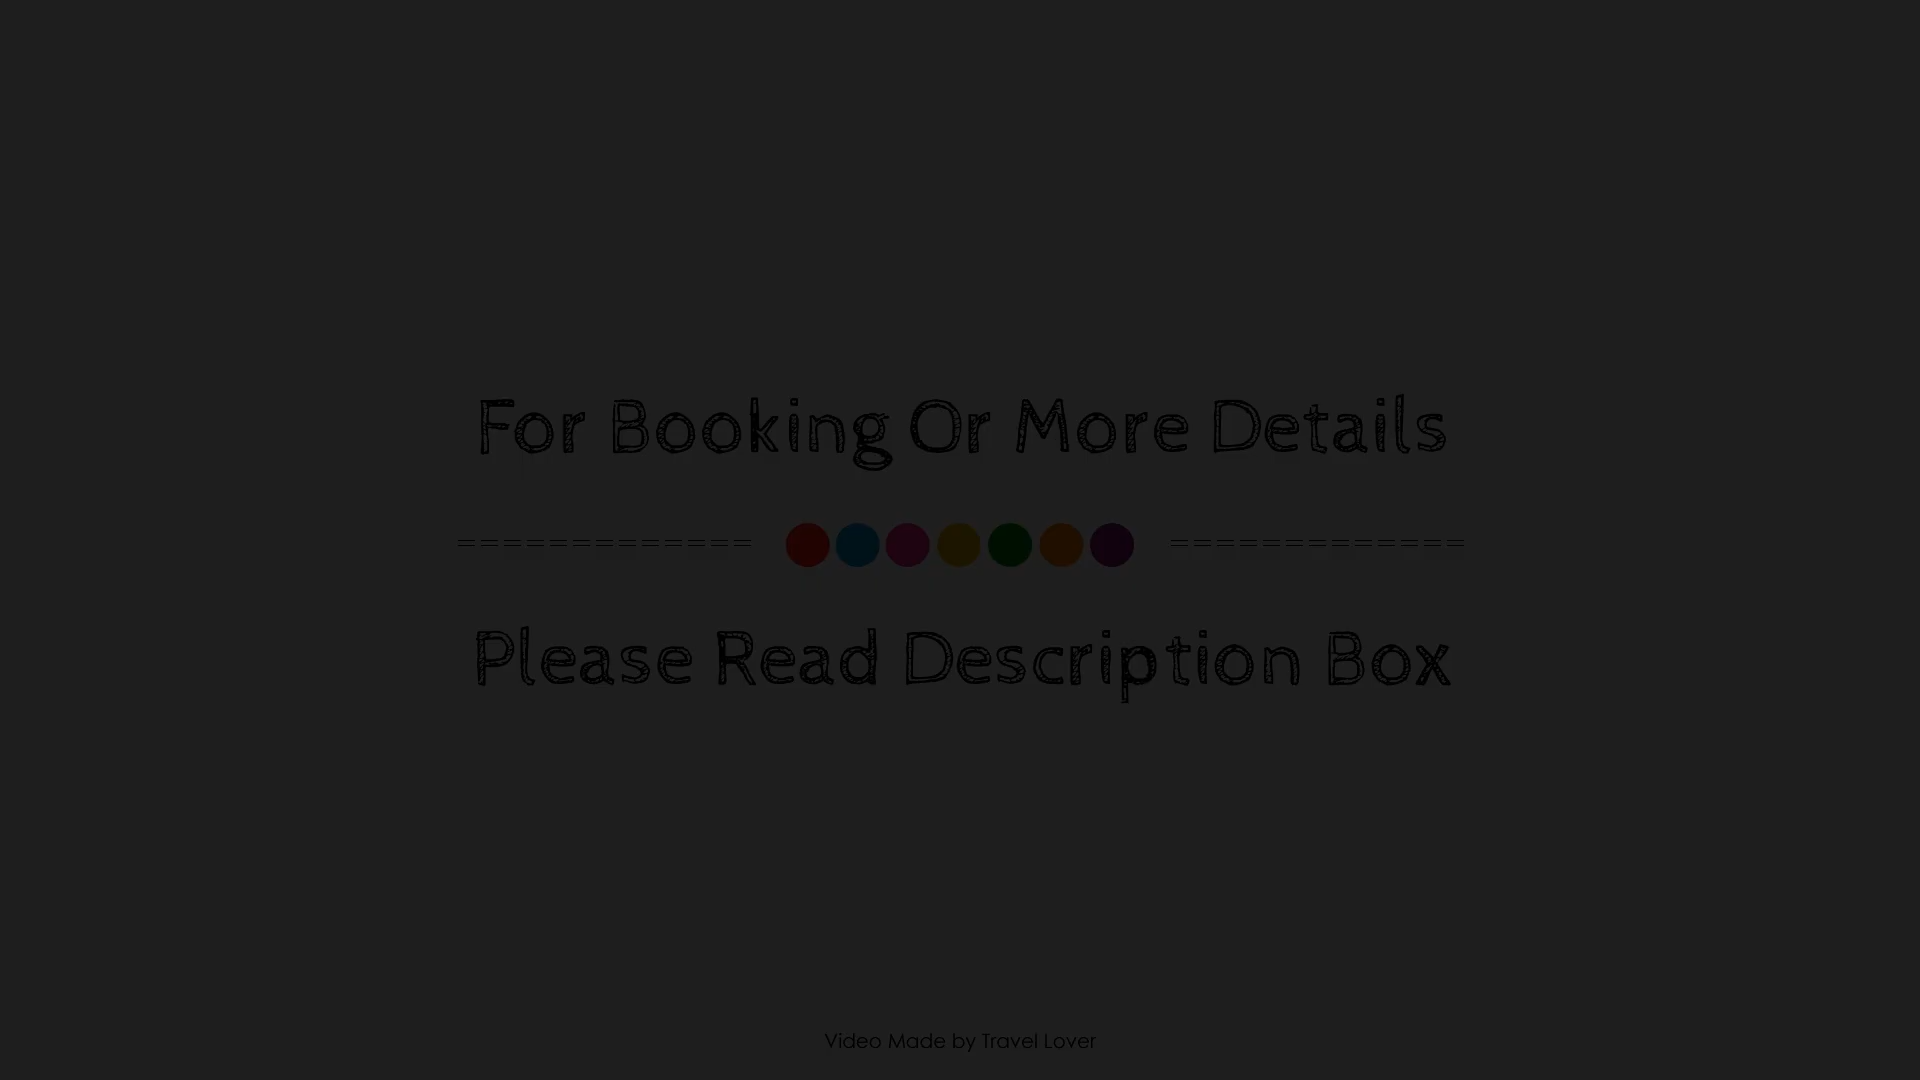 For Booking Or More Details
============= =============
Please Read Description Box
Video Made by Travel Lover